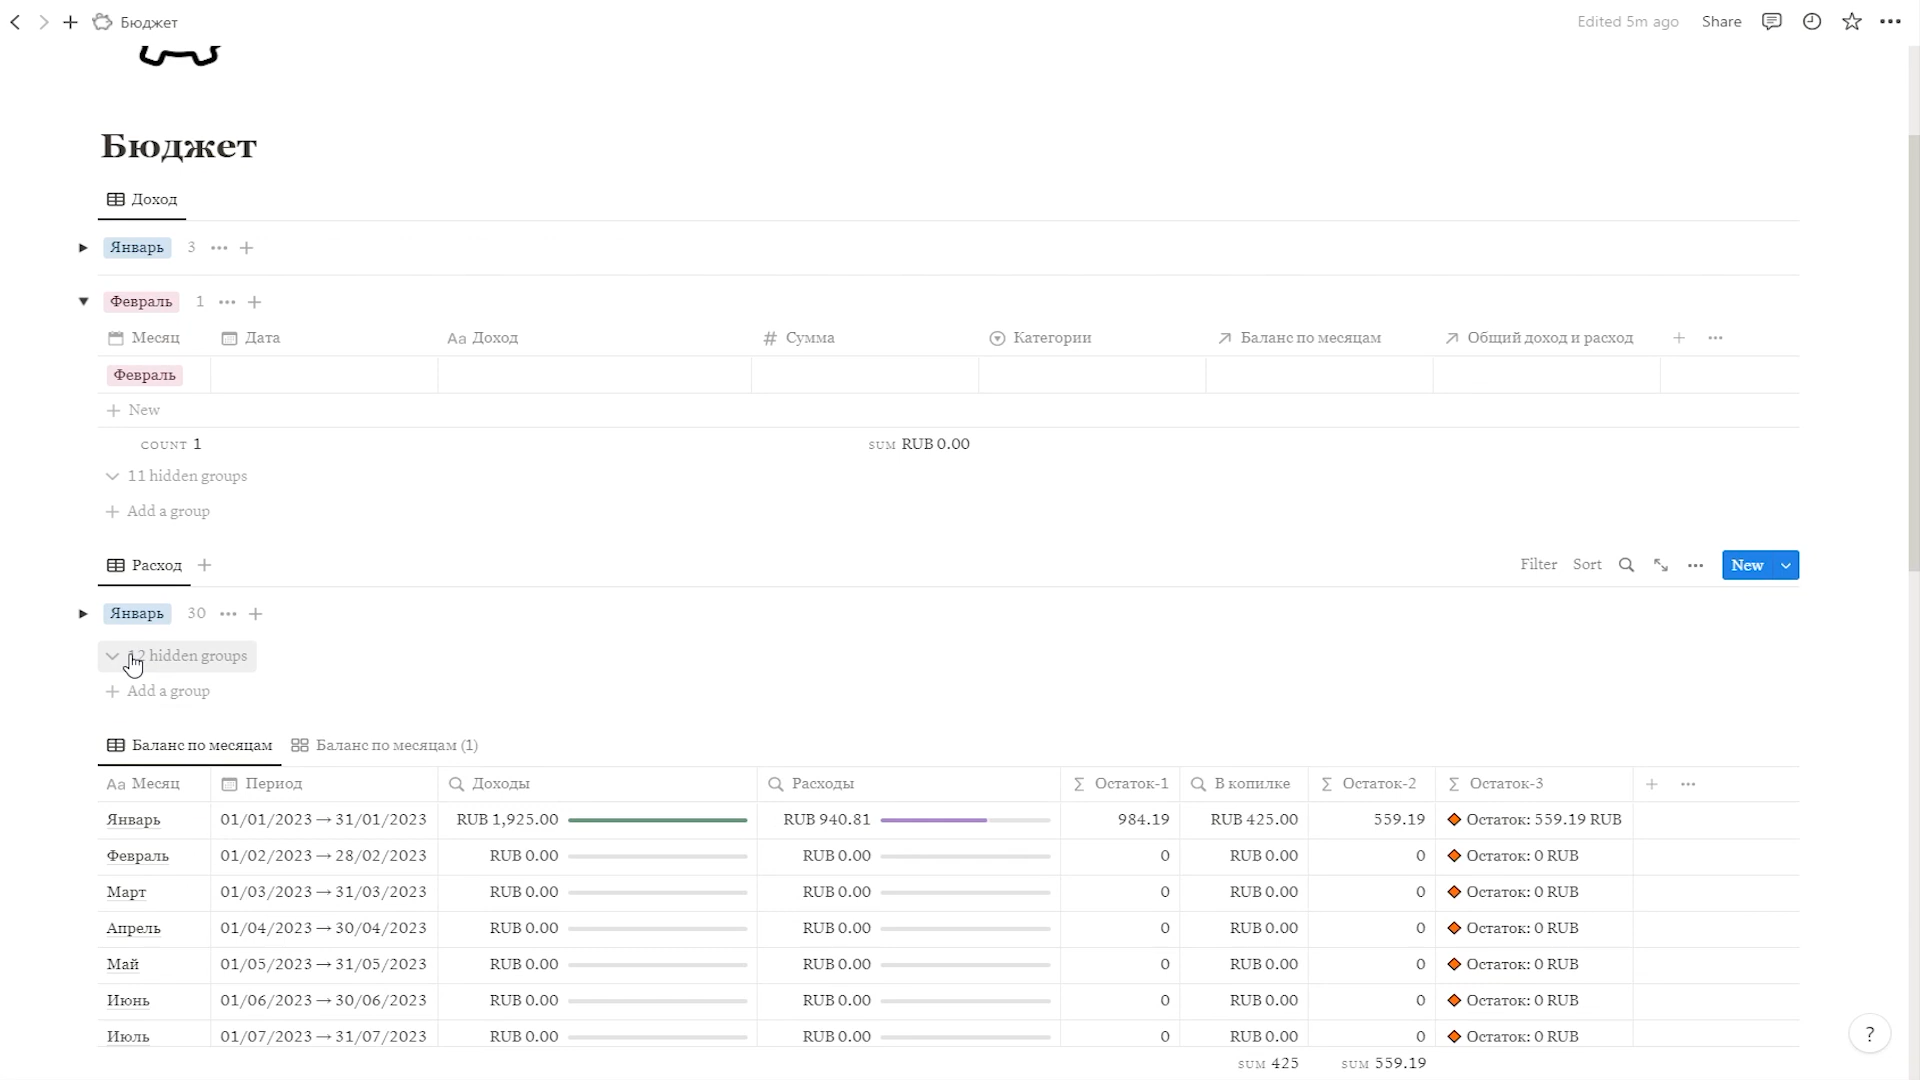 Бюджет
Edited 5m ago Share
Бюджет
Доход
Январь 3
Февраль 1
Месяц Дата Aa Доход # Сумма Категории Баланс по месяцам Общий доход и расход
Февраль
New
COUNT 1 SUM RUB 0.00
11 hidden groups
Add a group
Расход Filter Sort New
Январь 30
hidden groups
Add a group
Баланс по месяцам Баланс по месяцам (1)
Aa Месяц Период Доходы Расходы Σ Остаток-1 В копилке Σ Остаток-2 Σ Остаток-3
Январь 01/01/2023 → 31/01/2023 RUB 1,925.00 RUB 940.81 984.19 RUB 425.00 559.19 Остаток: 559.19 RUB
Февраль 01/02/2023 → 28/02/2023 RUB 0.00 RUB 0.00 0 RUB 0.00 0 Остаток: 0 RUB
Март 01/03/2023 → 31/03/2023 RUB 0.00 RUB 0.00 0 RUB 0.00 0 Остаток: 0 RUB
Апрель 01/04/2023 → 30/04/2023 RUB 0.00 RUB 0.00 0 RUB 0.00 0 Остаток: 0 RUB
Май 01/05/2023 → 31/05/2023 RUB 0.00 RUB 0.00 0 RUB 0.00 0 Остаток: 0 RUB
Июнь 01/06/2023 → 30/06/2023 RUB 0.00 RUB 0.00 0 RUB 0.00 0 Остаток: 0 RUB
Июль 01/07/2023 → 31/07/2023 RUB 0.00 RUB 0.00 0 RUB 0.00 0 Остаток: 0 RUB
SUM 425 SUM 559.19
?